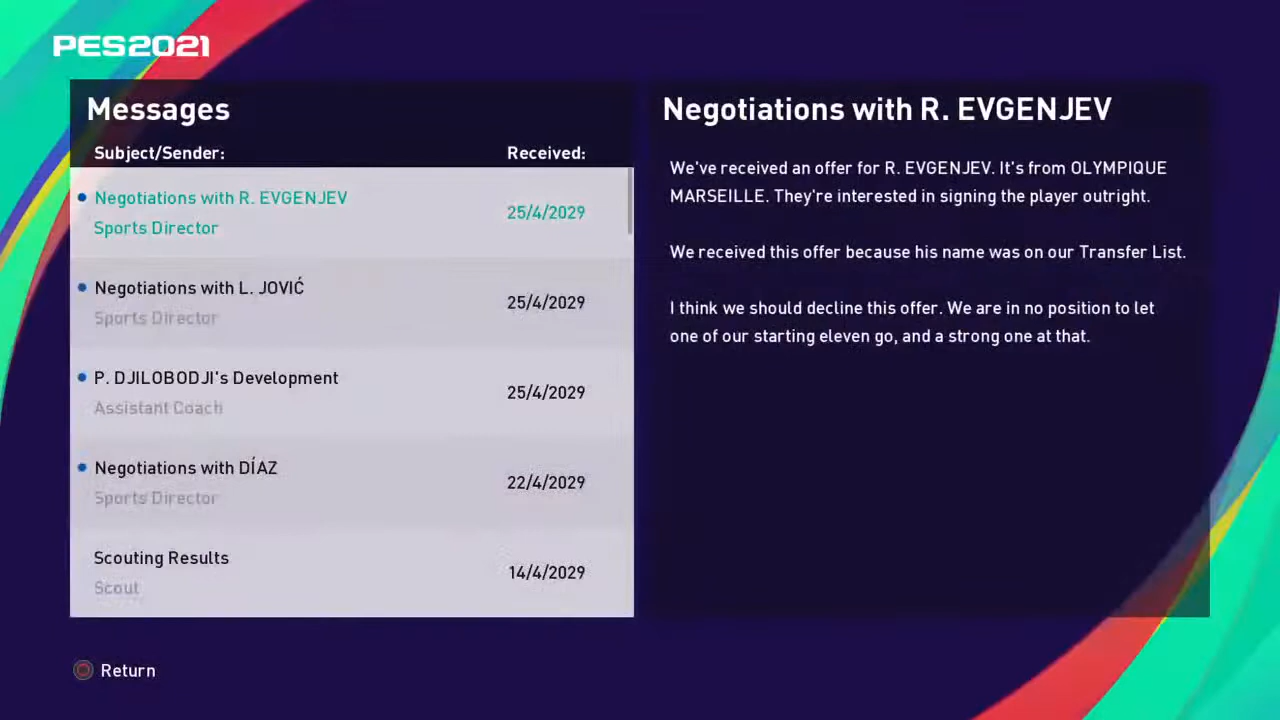 PES2021
Messages
Subject/Sender:
Received:
Negotiations with R. EVGENJEV
Sports Director
25/4/2029
Negotiations with L. JOVIĆ
Sports Director
25/4/2029
P. DJILOBODJI's Development
Assistant Coach
25/4/2029
Negotiations with DÍAZ
Sports Director
22/4/2029
Scouting Results
Scout
14/4/2029
Negotiations with R. EVGENJEV
We've received an offer for R. EVGENJEV. It's from OLYMPIQUE
MARSEILLE. They're interested in signing the player outright.
We received this offer because his name was on our Transfer List.
I think we should decline this offer. We are in no position to let
one of our starting eleven go, and a strong one at that.
Return